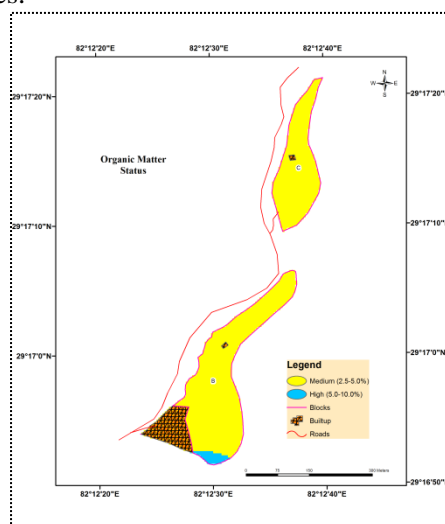 es.
82°12'20"E 82°12'30"E 82°12'40"E
N
W E
S
29°17'20"N 29°17'20"N
Organic Matter
Status
C
29°17'10"N 29°17'10"N
29°17'0"N 29°17'0"N
Legend
Medium (2.5-5.0%)
B
High (5.0-10.0%)
Blocks
Builtup
Roads
29°16'50"N
82°12'20"E 82°12'30"E 82°12'40"E